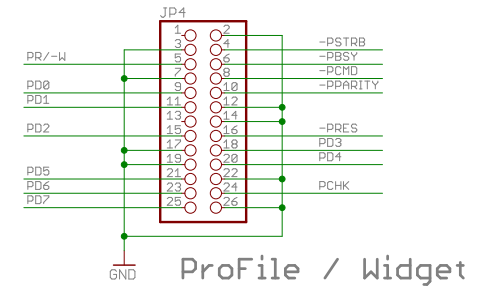 JP4
1 2
3 4 -PSTRB
PR/-W 5 6 -PBSY
7 8 -PCMD
PD0 9 10 -PPARITY
PD1 11 12
13 14
PD2 15 16 -PRES
17 18 PD3
19 20 PD4
PD5 21 22
PD6 23 24 PCHK
PD7 25 26
GND
ProFile / Widget